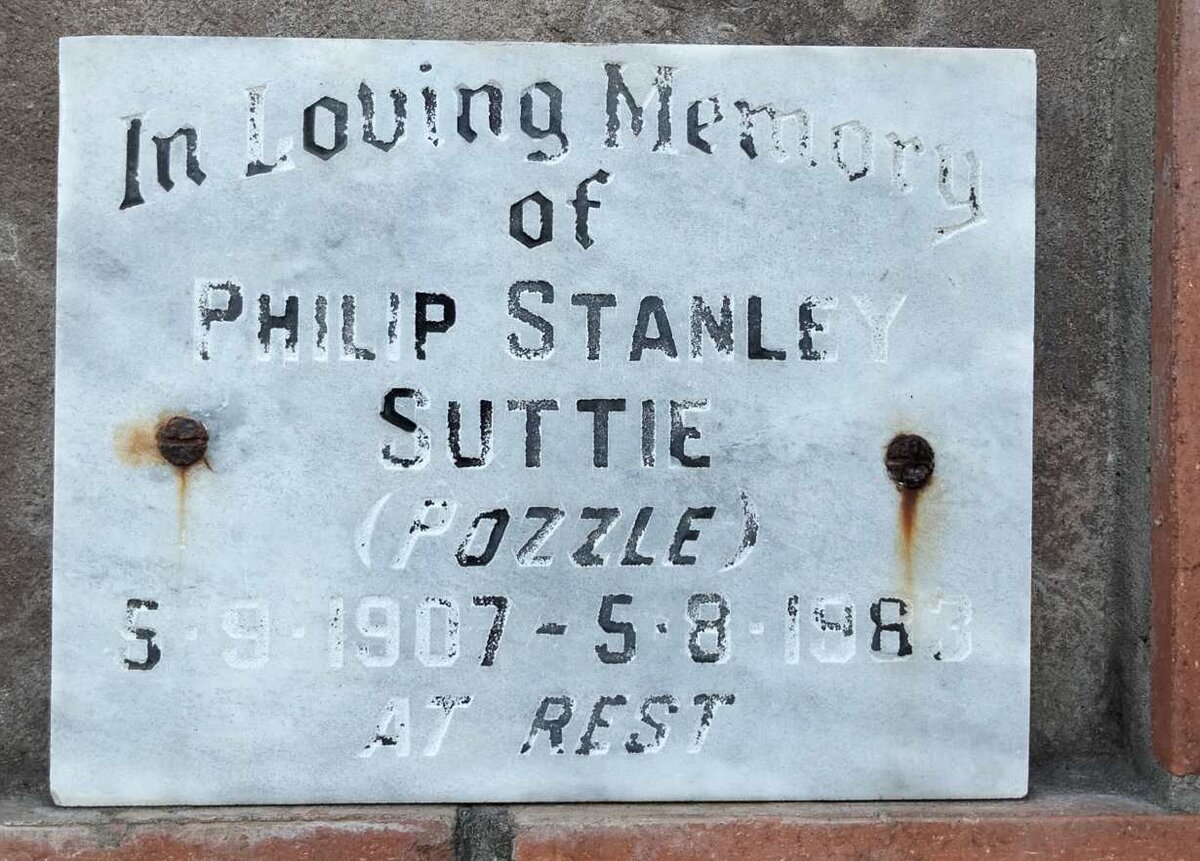 In Loving Memory
of
PHILIP STANLEY
SUTTIE
(POZZLE)
5·9·1907-5·8·1983
AT REST